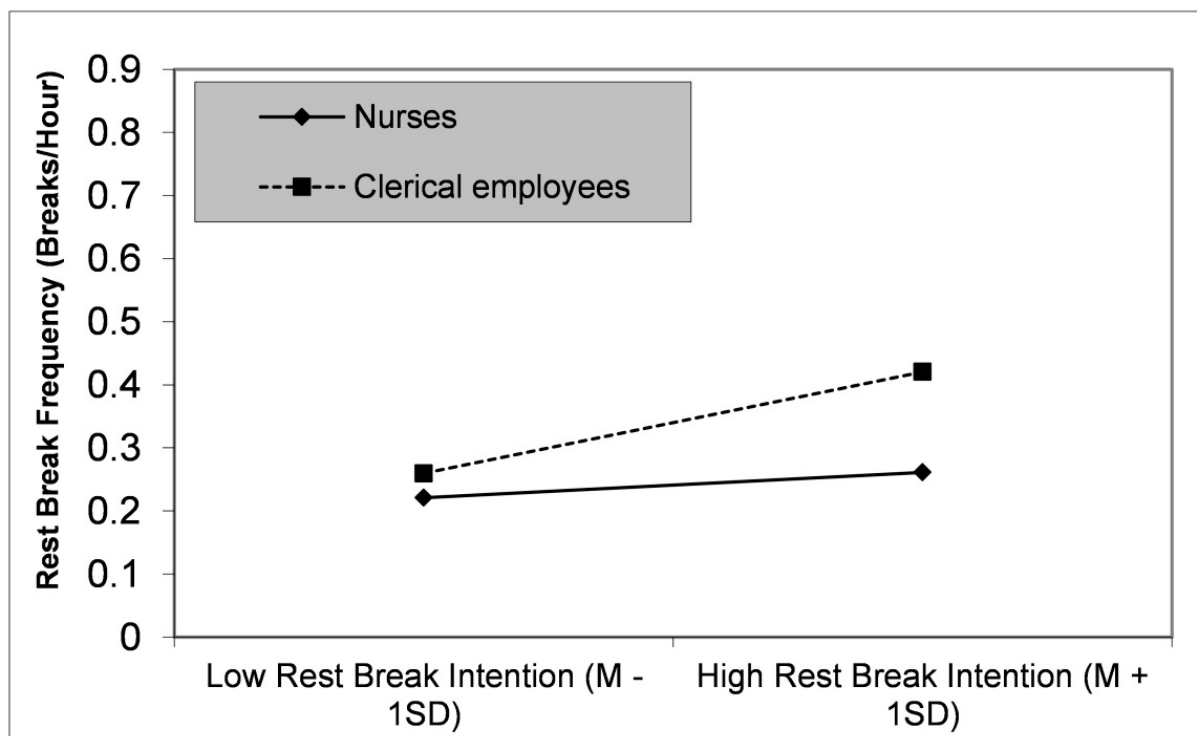 Rest Break Frequency (Breaks/Hour)
0.9
0.8
0.7
0.6
0.5
0.4
0.3
0.2
0.1
0
Nurses
Clerical employees
Low Rest Break Intention (M -
1SD)
High Rest Break Intention (M +
1SD)